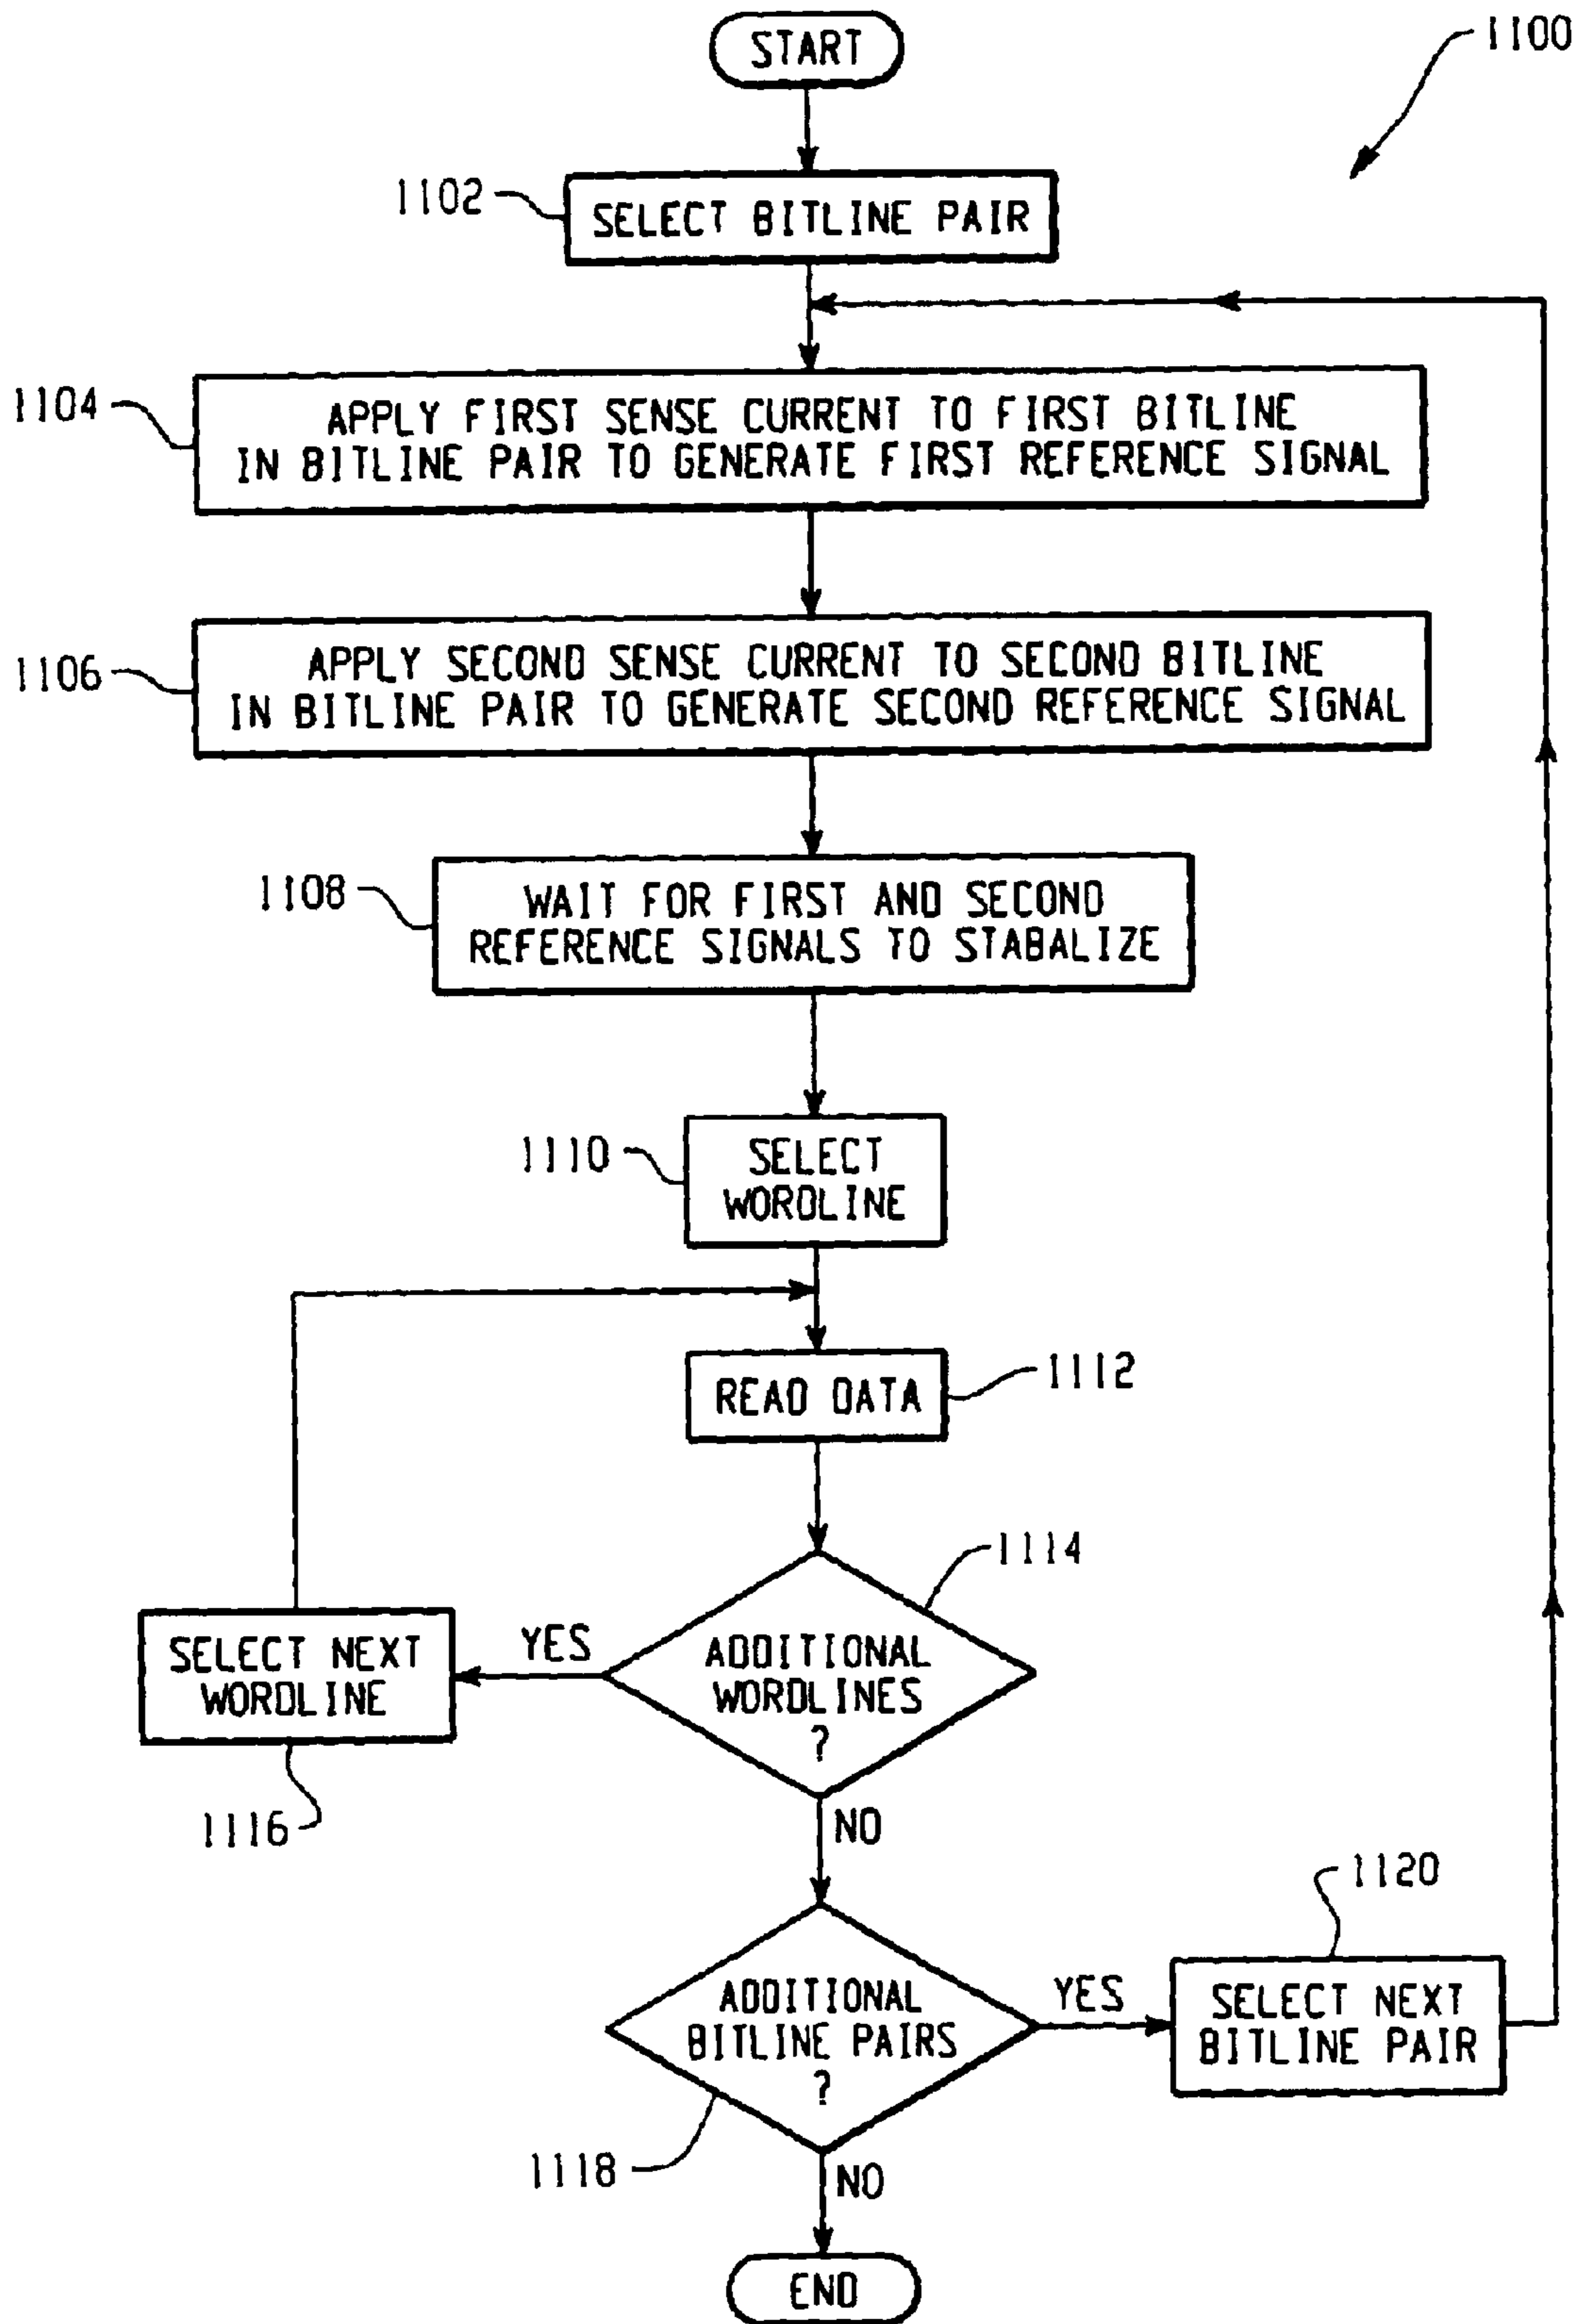 START
1100
1102
SELECT BITLINE PAIR
1104
APPLY FIRST SENSE CURRENT TO FIRST BITLINE
IN BITLINE PAIR TO GENERATE FIRST REFERENCE SIGNAL
1106
APPLY SECOND SENSE CURRENT TO SECOND BITLINE
IN BITLINE PAIR TO GENERATE SECOND REFERENCE SIGNAL
1108
WAIT FOR FIRST AND SECOND
REFERENCE SIGNALS TO STABALIZE
1110
SELECT
WORDLINE
READ DATA
1112
1114
ADDITIONAL
WORDLINES
?
YES
SELECT NEXT
WORDLINE
1116
NO
1120
ADDITIONAL
BITLINE PAIRS
?
YES
SELECT NEXT
BITLINE PAIR
1118
NO
END